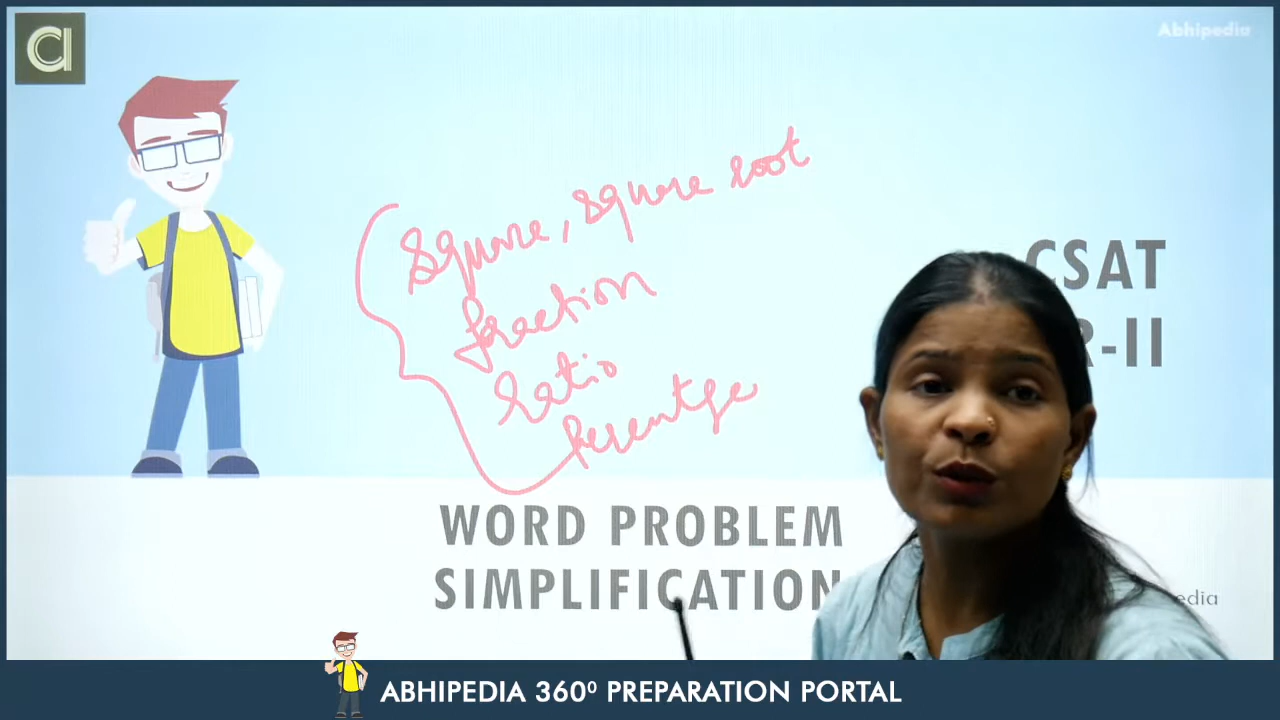 Abhipedia
square, square root
fraction
ratio
Percentge
CSAT
R-II
WORD PROBLEM
SIMPLIFICATION
edia
ABHIPEDIA 360⁰ PREPARATION PORTAL